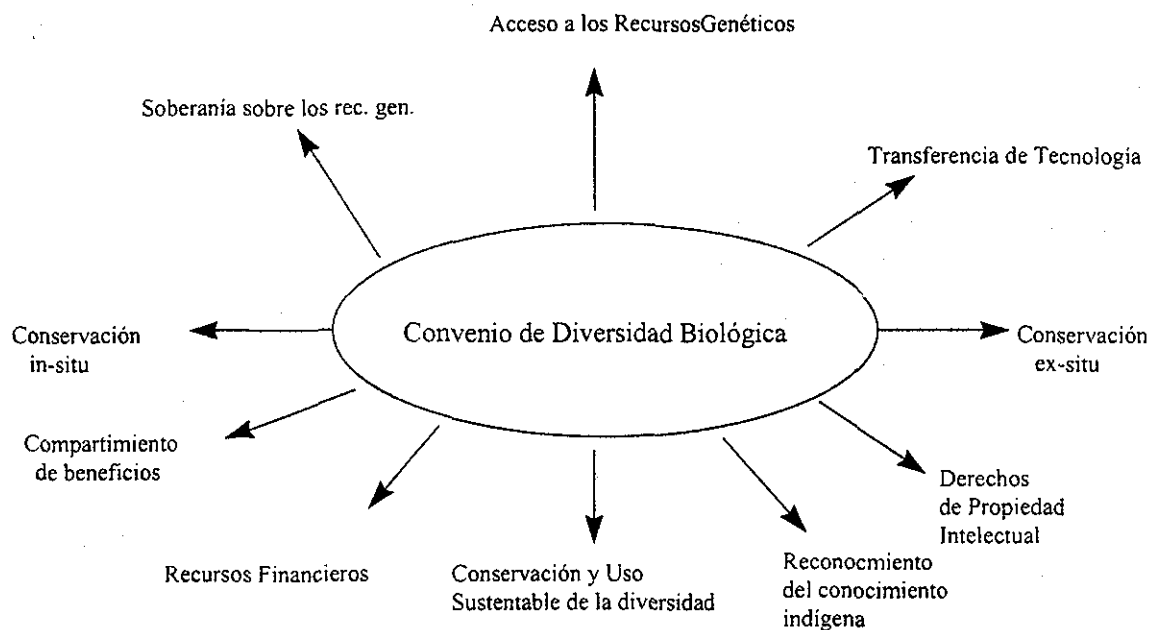 Acceso a los RecursosGenéticos
Soberanía sobre los rec. gen.
Transferencia de Tecnología
Convenio de Diversidad Biológica
Conservación
in-situ
Conservación
ex-situ
Compartimiento
de beneficios
Derechos
de Propiedad
Intelectual
Recursos Financieros
Conservación y Uso
Sustentable de la diversidad
Reconocmiento
del conocimiento
indígena